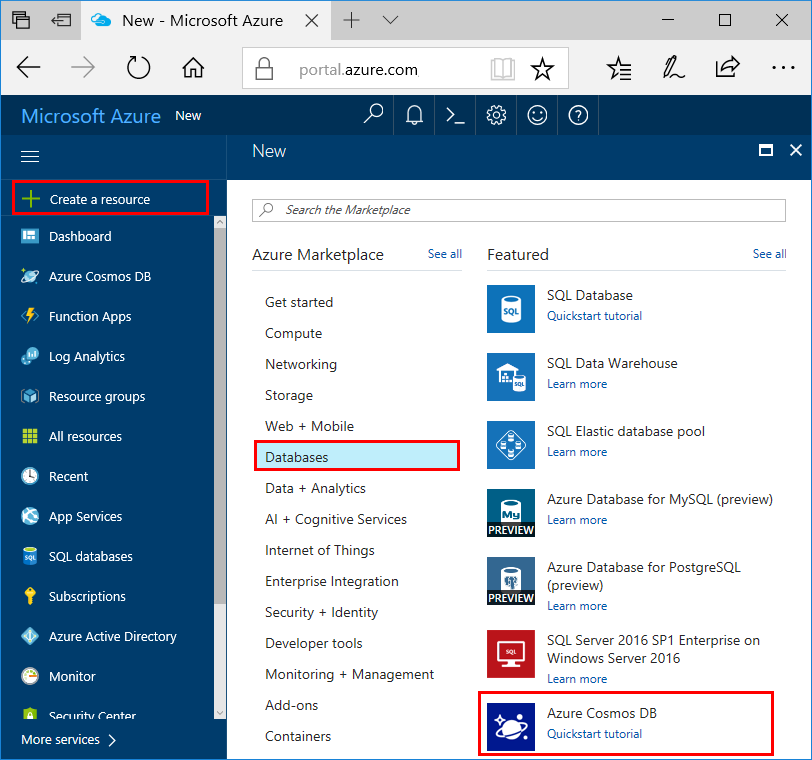 New - Microsoft Azure
portal.azure.com
Microsoft Azure New
New
Create a resource
Dashboard
Azure Cosmos DB
Function Apps
Log Analytics
Resource groups
All resources
Recent
App Services
SQL databases
Subscriptions
Azure Active Directory
Monitor
Security Center
More services
Search the Marketplace
Azure Marketplace See all
Get started
Compute
Networking
Storage
Web + Mobile
Databases
Data + Analytics
AI + Cognitive Services
Internet of Things
Enterprise Integration
Security + Identity
Developer tools
Monitoring + Management
Add-ons
Containers
Featured See all
SQL
SQL Database
Quickstart tutorial
SQL
SQL Data Warehouse
Learn more
SQL Elastic database pool
Learn more
My
PREVIEW
Azure Database for MySQL (preview)
Learn more
PREVIEW
Azure Database for PostgreSQL
(preview)
Learn more
SQL
SQL Server 2016 SP1 Enterprise on
Windows Server 2016
Learn more
Azure Cosmos DB
Quickstart tutorial